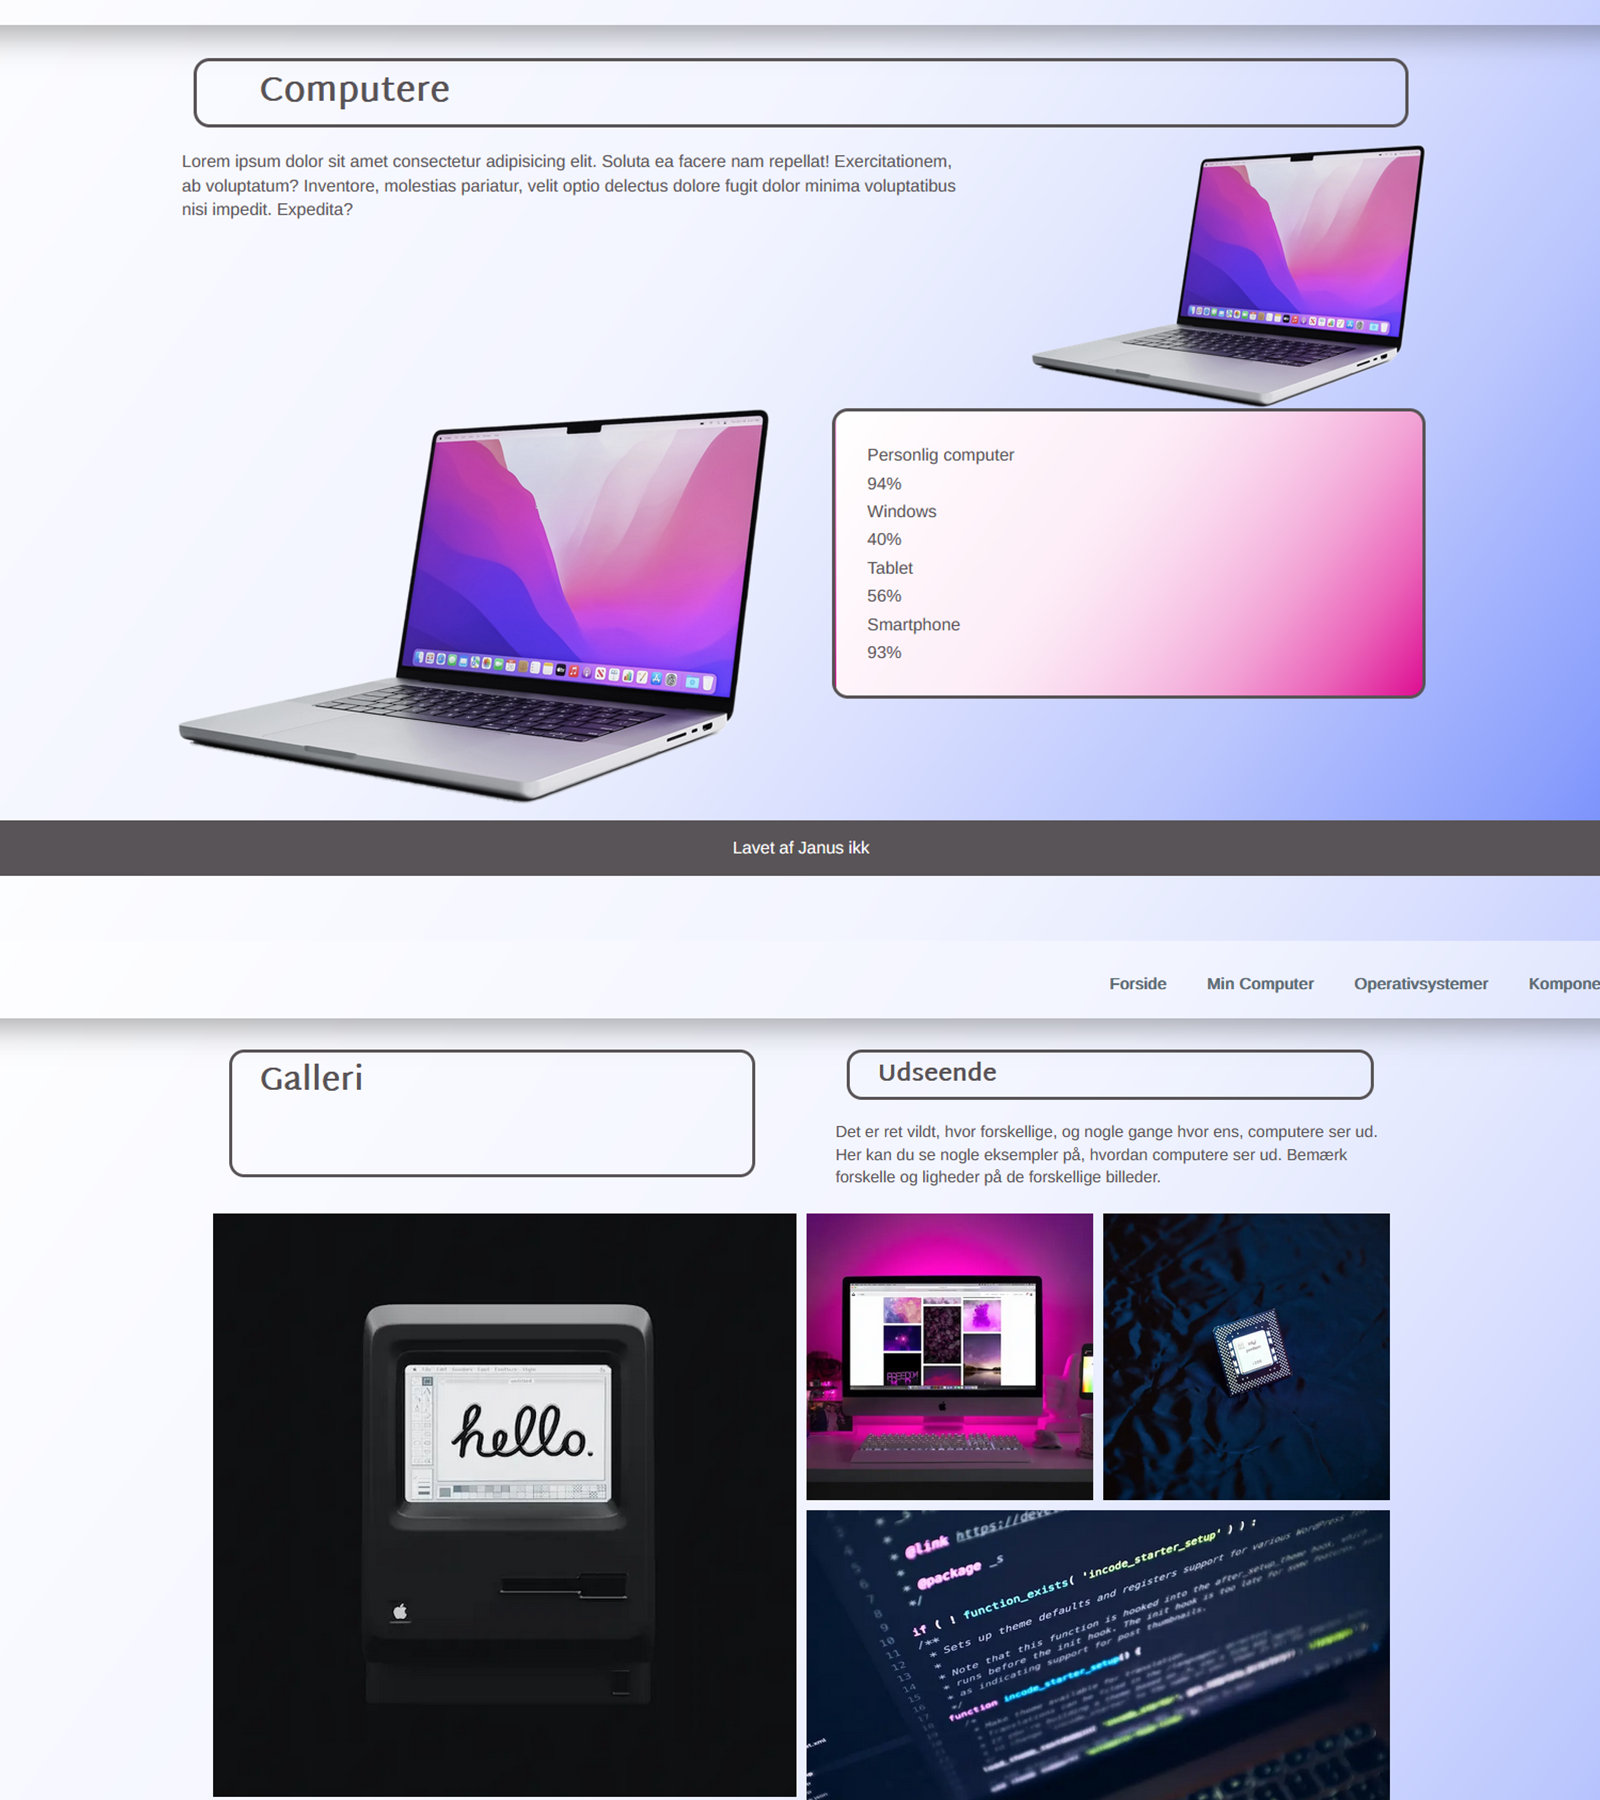 Computere
Lorem ipsum dolor sit amet consectetur adipisicing elit. Soluta ea facere nam repellat! Exercitationem,
ab voluptatum? Inventore, molestias pariatur, velit optio delectus dolore fugit dolor minima voluptatibus
nisi impedit. Expedita?
Personlig computer
94%
Windows
40%
Tablet
56%
Smartphone
93%
Lavet af Janus ikk
Forside Min Computer Operativsystemer Kompone
Galleri
Udseende
Det er ret vildt, hvor forskellige, og nogle gange hvor ens, computere ser ud.
Her kan du se nogle eksempler på, hvordan computere ser ud. Bemærk
forskelle og ligheder på de forskellige billeder.
hello.
* @link https://deve
*
* @package _s
*/
if ( ! function_exists( 'incode_starter_setup' ) ) :
/**
* Sets up theme defaults and registers support for various WordPress
*
* Note that this function is hooked into the after_setup_theme hook, which
* runs before the init hook. The init hook is too late for some features,
* as indicating support for post thumbnails.
*/
function incode_starter_setup() {